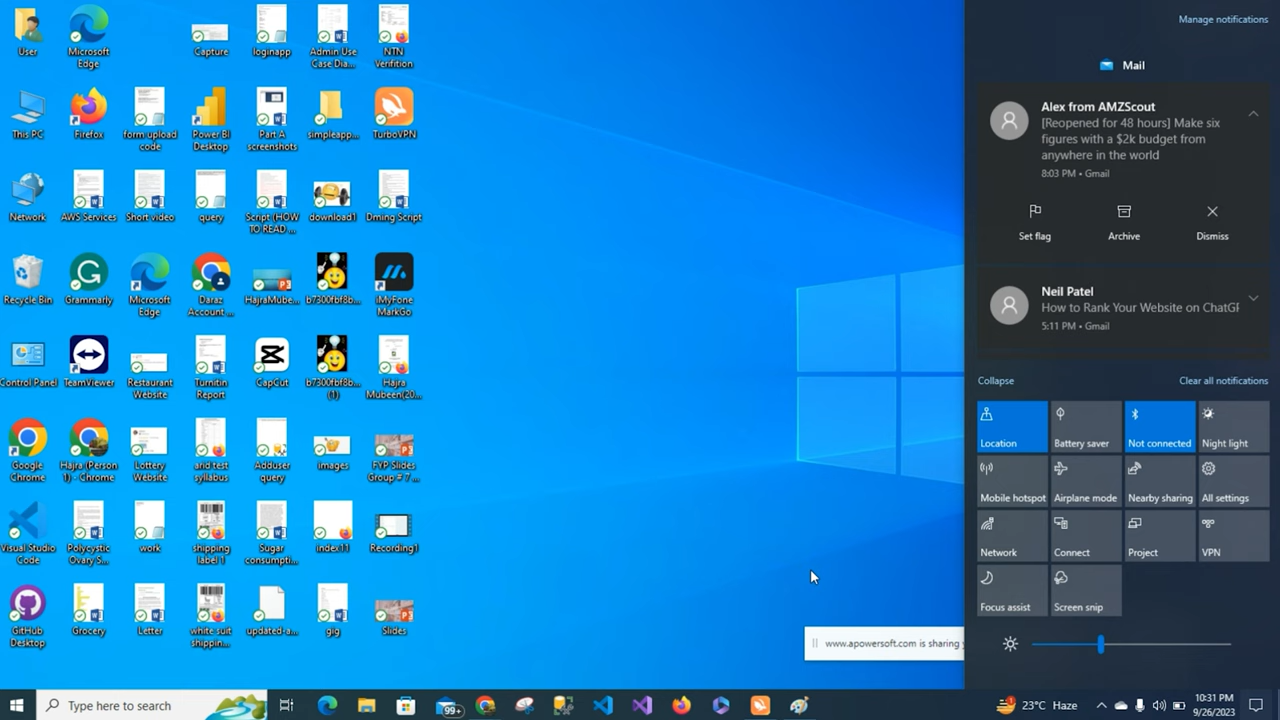 User
Microsoft
Edge
Capture
loginapp
Admin Use
Case Dia...
NTN
Verifition
This PC
Firefox
form upload
code
Power BI
Desktop
Part A
screenshots
simpleapp...
TurboVPN
Network
AWS Services
Short video
query
Script (HOW
TO READ ...
download1
Dming Script
Recycle Bin
Grammarly
Microsoft
Edge
Daraz
Account ...
HajraMube...
b7300fbf8b...
iMyFone
MarkGo
Control Panel
TeamViewer
Restaurant
Website
Turnitin
Report
CapCut
b7300fbf8b...
(1)
Hajra
Mubeen(20...
Google
Chrome
Hajra (Person
1) - Chrome
Lottery
Website
and test
syllabus
Adduser
query
images
FYP Slides
Group # 7 ...
Visual Studio
Code
Polycystic
Ovary S...
work
shipping
label 1
Sugar
consumpti...
index11
Recording1
GitHub
Desktop
Grocery
Letter
white suit
shippin...
updated-a...
gig
Slides
www.apowersoft.com is sharing
Manage notifications
Mail
Alex from AMZScout
[Reopened for 48 hours] Make six
figures with a $2k budget from
anywhere in the world
8:03 PM • Gmail
Set flag
Archive
Dismiss
Neil Patel
How to Rank Your Website on ChatGP
5:11 PM • Gmail
Collapse
Clear all notifications
Location
Battery saver
Not connected
Night light
Mobile hotspot
Airplane mode
Nearby sharing
All settings
Network
Connect
Project
VPN
Focus assist
Screen snip
Type here to search
99+
23°C Haze
10:31 PM
9/26/2023